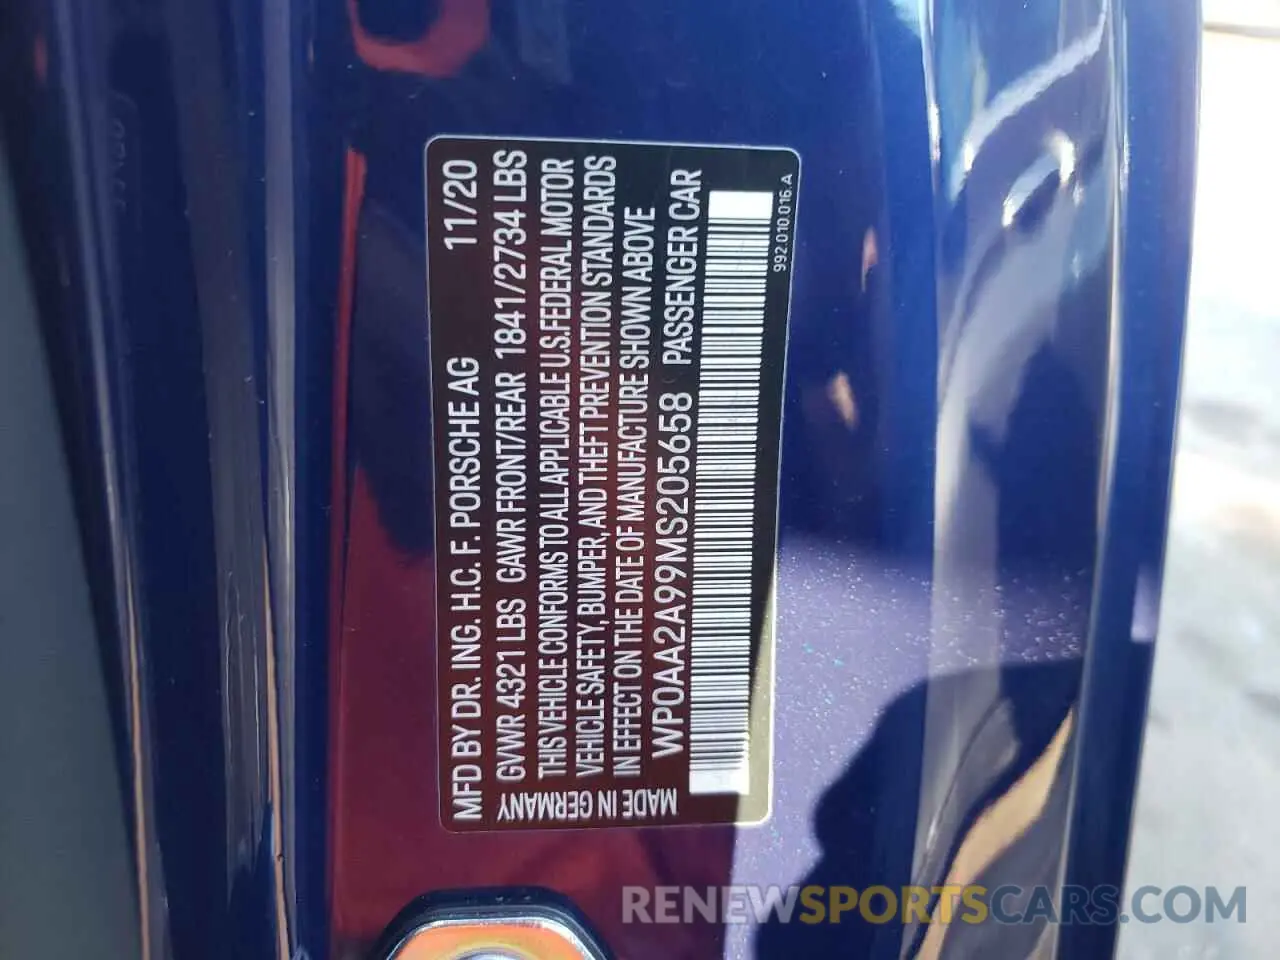 MFD BY DR. ING. H.C. F. PORSCHE AG 11/20
GVWR 4321 LBS GAWR FRONT/REAR 1841/2734 LBS
THIS VEHICLE CONFORMS TO ALL APPLICABLE U.S. FEDERAL MOTOR
VEHICLE SAFETY, BUMPER, AND THEFT PREVENTION STANDARDS
IN EFFECT ON THE DATE OF MANUFACTURE SHOWN ABOVE
WP0AA2A99MS205658 PASSENGER CAR
MADE IN GERMANY
992.010.016.A
RENEWSPORTSCARS.COM